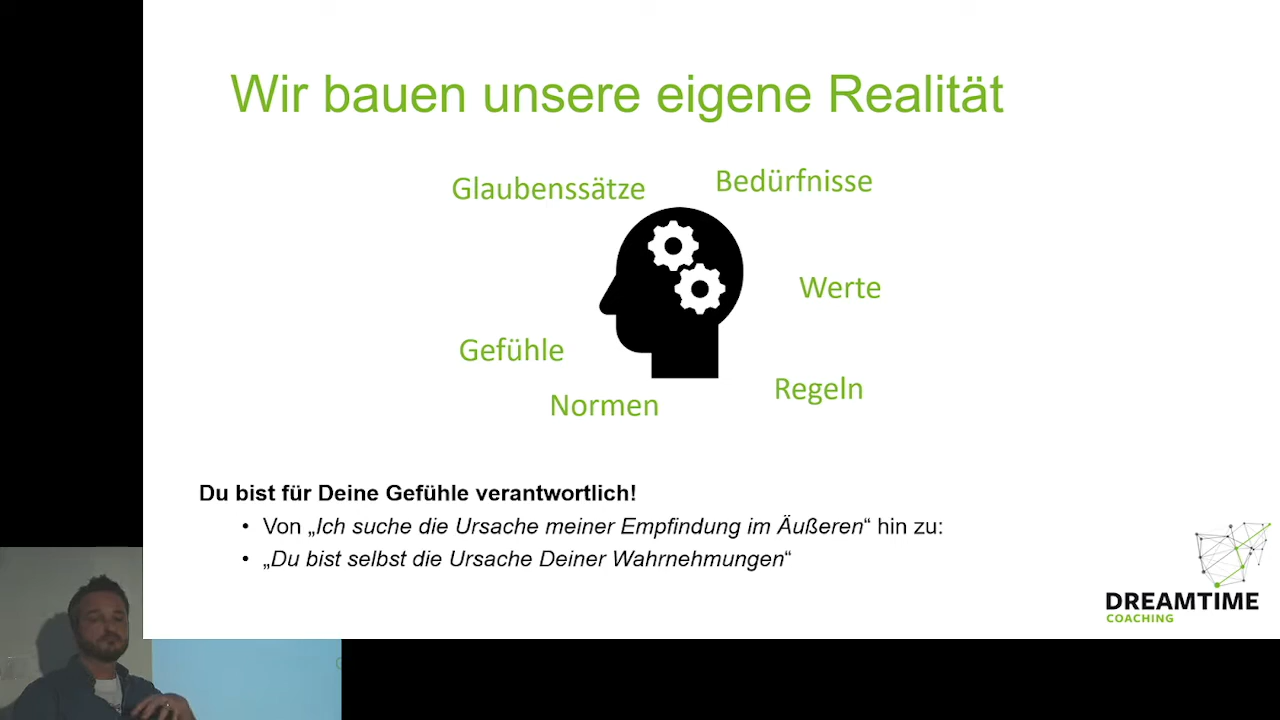 Wir bauen unsere eigene Realität
Glaubenssätze
Bedürfnisse
Werte
Gefühle
Regeln
Normen
Du bist für Deine Gefühle verantwortlich!
• Von „Ich suche die Ursache meiner Empfindung im Äußeren“ hin zu:
• „Du bist selbst die Ursache Deiner Wahrnehmungen“
DREAMTIME
COACHING